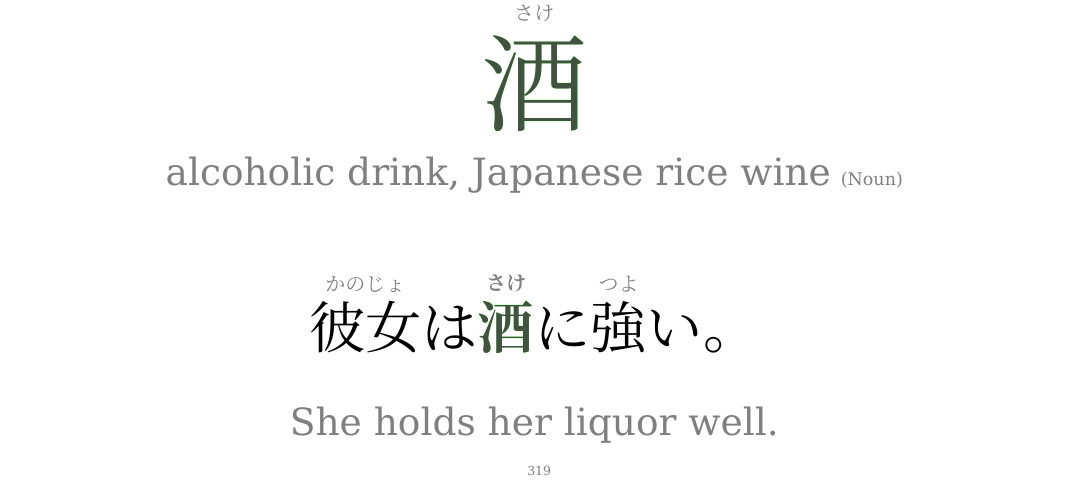 さけ
酒
alcoholic drink, Japanese rice wine (Noun)
かのじょ さけ つよ
彼女は酒に強い。
She holds her liquor well.
319